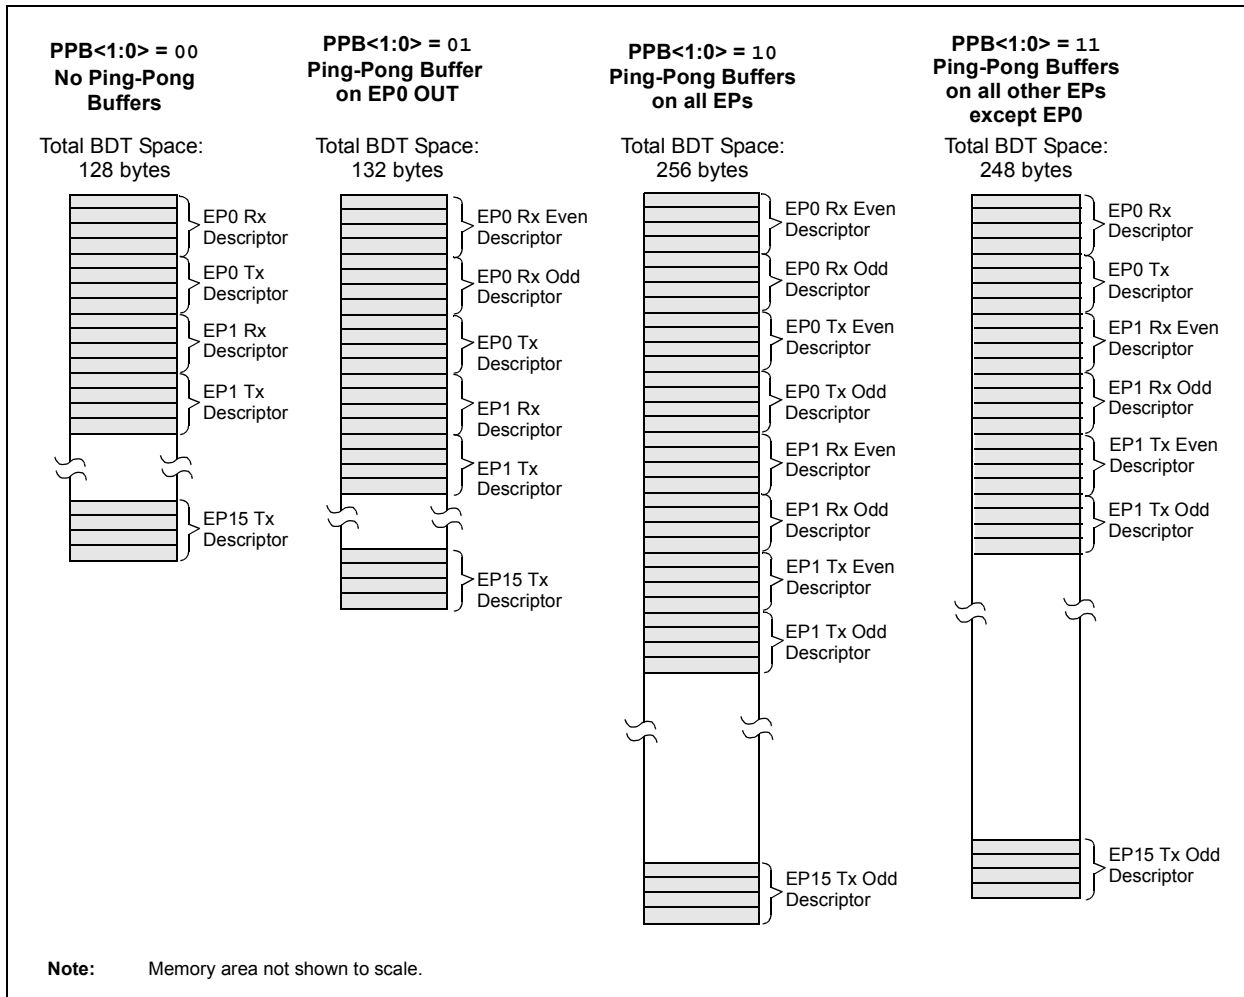 PPB<1:0> = 00
No Ping-Pong
Buffers
Total BDT Space:
128 bytes
EP0 Rx
Descriptor
EP0 Tx
Descriptor
EP1 Rx
Descriptor
EP1 Tx
Descriptor
EP15 Tx
Descriptor
PPB<1:0> = 01
Ping-Pong Buffer
on EP0 OUT
Total BDT Space:
132 bytes
EP0 Rx Even
Descriptor
EP0 Rx Odd
Descriptor
EP0 Tx
Descriptor
EP1 Rx
Descriptor
EP1 Tx
Descriptor
EP15 Tx
Descriptor
PPB<1:0> = 10
Ping-Pong Buffers
on all EPs
Total BDT Space:
256 bytes
EP0 Rx Even
Descriptor
EP0 Rx Odd
Descriptor
EP0 Tx Even
Descriptor
EP0 Tx Odd
Descriptor
EP1 Rx Even
Descriptor
EP1 Rx Odd
Descriptor
EP1 Tx Even
Descriptor
EP1 Tx Odd
Descriptor
EP15 Tx Odd
Descriptor
PPB<1:0> = 11
Ping-Pong Buffers
on all other EPs
except EP0
Total BDT Space:
248 bytes
EP0 Rx
Descriptor
EP0 Tx
Descriptor
EP1 Rx Even
Descriptor
EP1 Rx Odd
Descriptor
EP1 Tx Even
Descriptor
EP1 Tx Odd
Descriptor
EP15 Tx Odd
Descriptor
Note: Memory area not shown to scale.